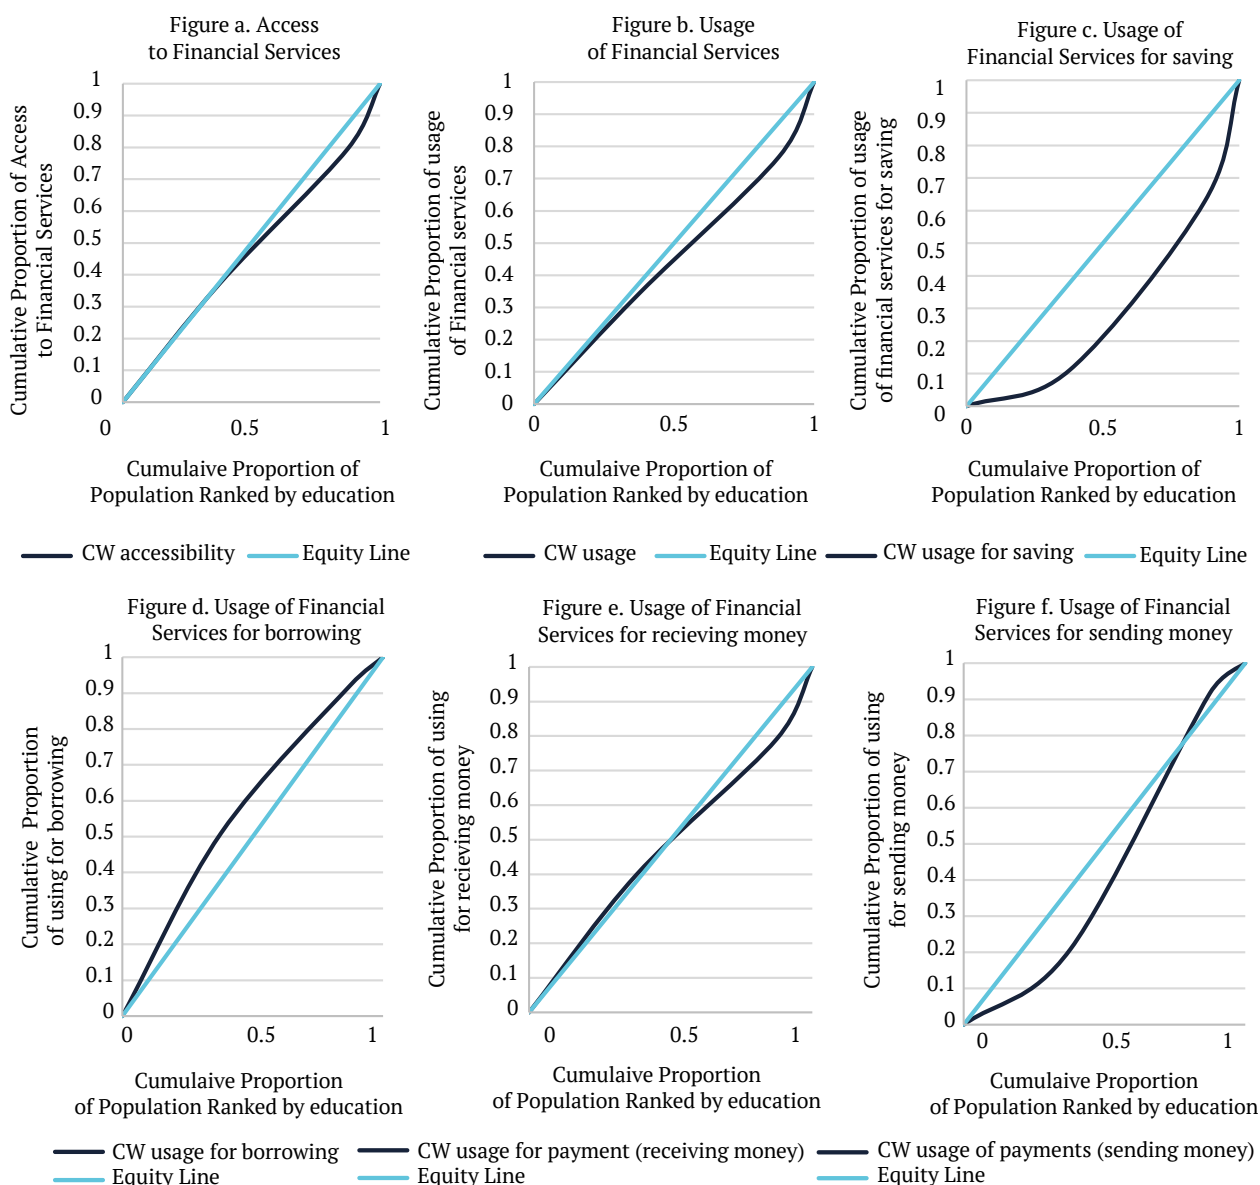 Figure a. Access
to Financial Services
Cumulative Proportion of Access
to Financial Services
1
0.9
0.8
0.7
0.6
0.5
0.4
0.3
0.2
0.1
0
0 0.5 1
Cumulaive Proportion of
Population Ranked by education
CW accessibility Equity Line
Figure b. Usage
of Financial Services
Cumulative Proportion of usage
of Financial services
1
0.9
0.8
0.7
0.6
0.5
0.4
0.3
0.2
0.1
0
0 0.5 1
Cumulaive Proportion of
Population Ranked by education
CW usage Equity Line
Figure c. Usage of
Financial Services for saving
Cumulative Proportion of usage
of financial services for saving
1
0.9
0.8
0.7
0.6
0.5
0.4
0.3
0.2
0.1
0
0 0.5 1
Cumulaive Proportion of
Population Ranked by education
CW usage for saving Equity Line
Figure d. Usage of Financial
Services for borrowing
Cumulative Proportion
of using for borrowing
1
0.9
0.8
0.7
0.6
0.5
0.4
0.3
0.2
0.1
0
0 0.5 1
Cumulaive Proportion
of Population Ranked by education
CW usage for borrowing
Equity Line
Figure e. Usage of Financial
Services for recieving money
Cumulative Proportion of using
for recieving money
1
0.9
0.8
0.7
0.6
0.5
0.4
0.3
0.2
0.1
0
0 0.5 1
Cumulaive Proportion
of Population Ranked by education
CW usage for payment (receiving money)
Equity Line
Figure f. Usage of Financial
Services for sending money
Cumulative Proportion of using
for sending money
1
0.9
0.8
0.7
0.6
0.5
0.4
0.3
0.2
0.1
0
0 0.5 1
Cumulaive Proportion
of Population Ranked by education
CW usage of payments (sending money)
Equity Line